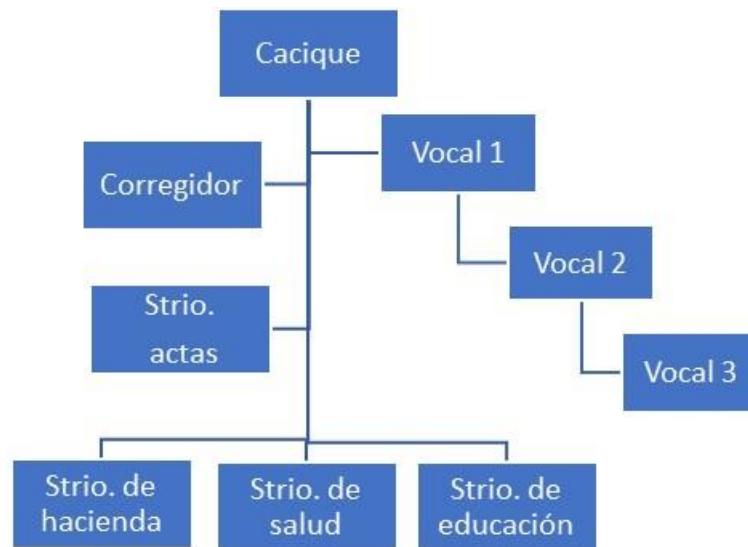 Cacique
Vocal 1
Corregidor
Vocal 2
Strio.
actas
Vocal 3
Strio. de
hacienda
Strio. de
salud
Strio. de
educación